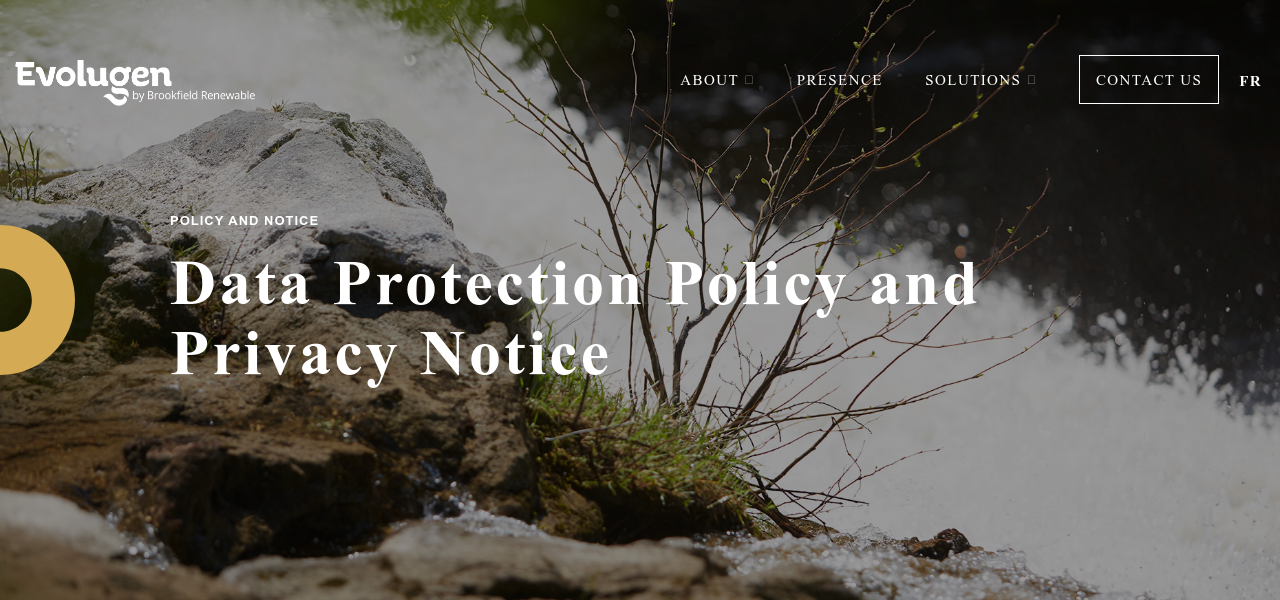 Evolugen
by Brookfield Renewable
ABOUT
PRESENCE
SOLUTIONS
CONTACT US
FR
POLICY AND NOTICE
Data Protection Policy and
Privacy Notice